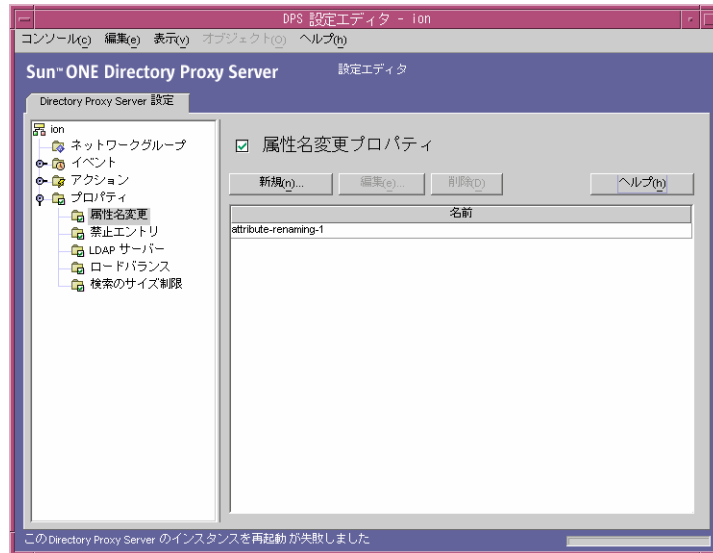 DPS 設定エディタ - ion
コンソール(c) 編集(e) 表示(v) オブジェクト(O) ヘルプ(h)
Sun™ ONE Directory Proxy Server 設定エディタ
Directory Proxy Server 設定
ion
ネットワークグループ
イベント
アクション
プロパティ
属性名変更
禁止エントリ
LDAP サーバー
ロードバランス
検索のサイズ制限
属性名変更プロパティ
新規(n)... 編集(e)... 削除(D) ヘルプ(h)
名前
attribute-renaming-1
この Directory Proxy Server のインスタンスを再起動 が失敗しました